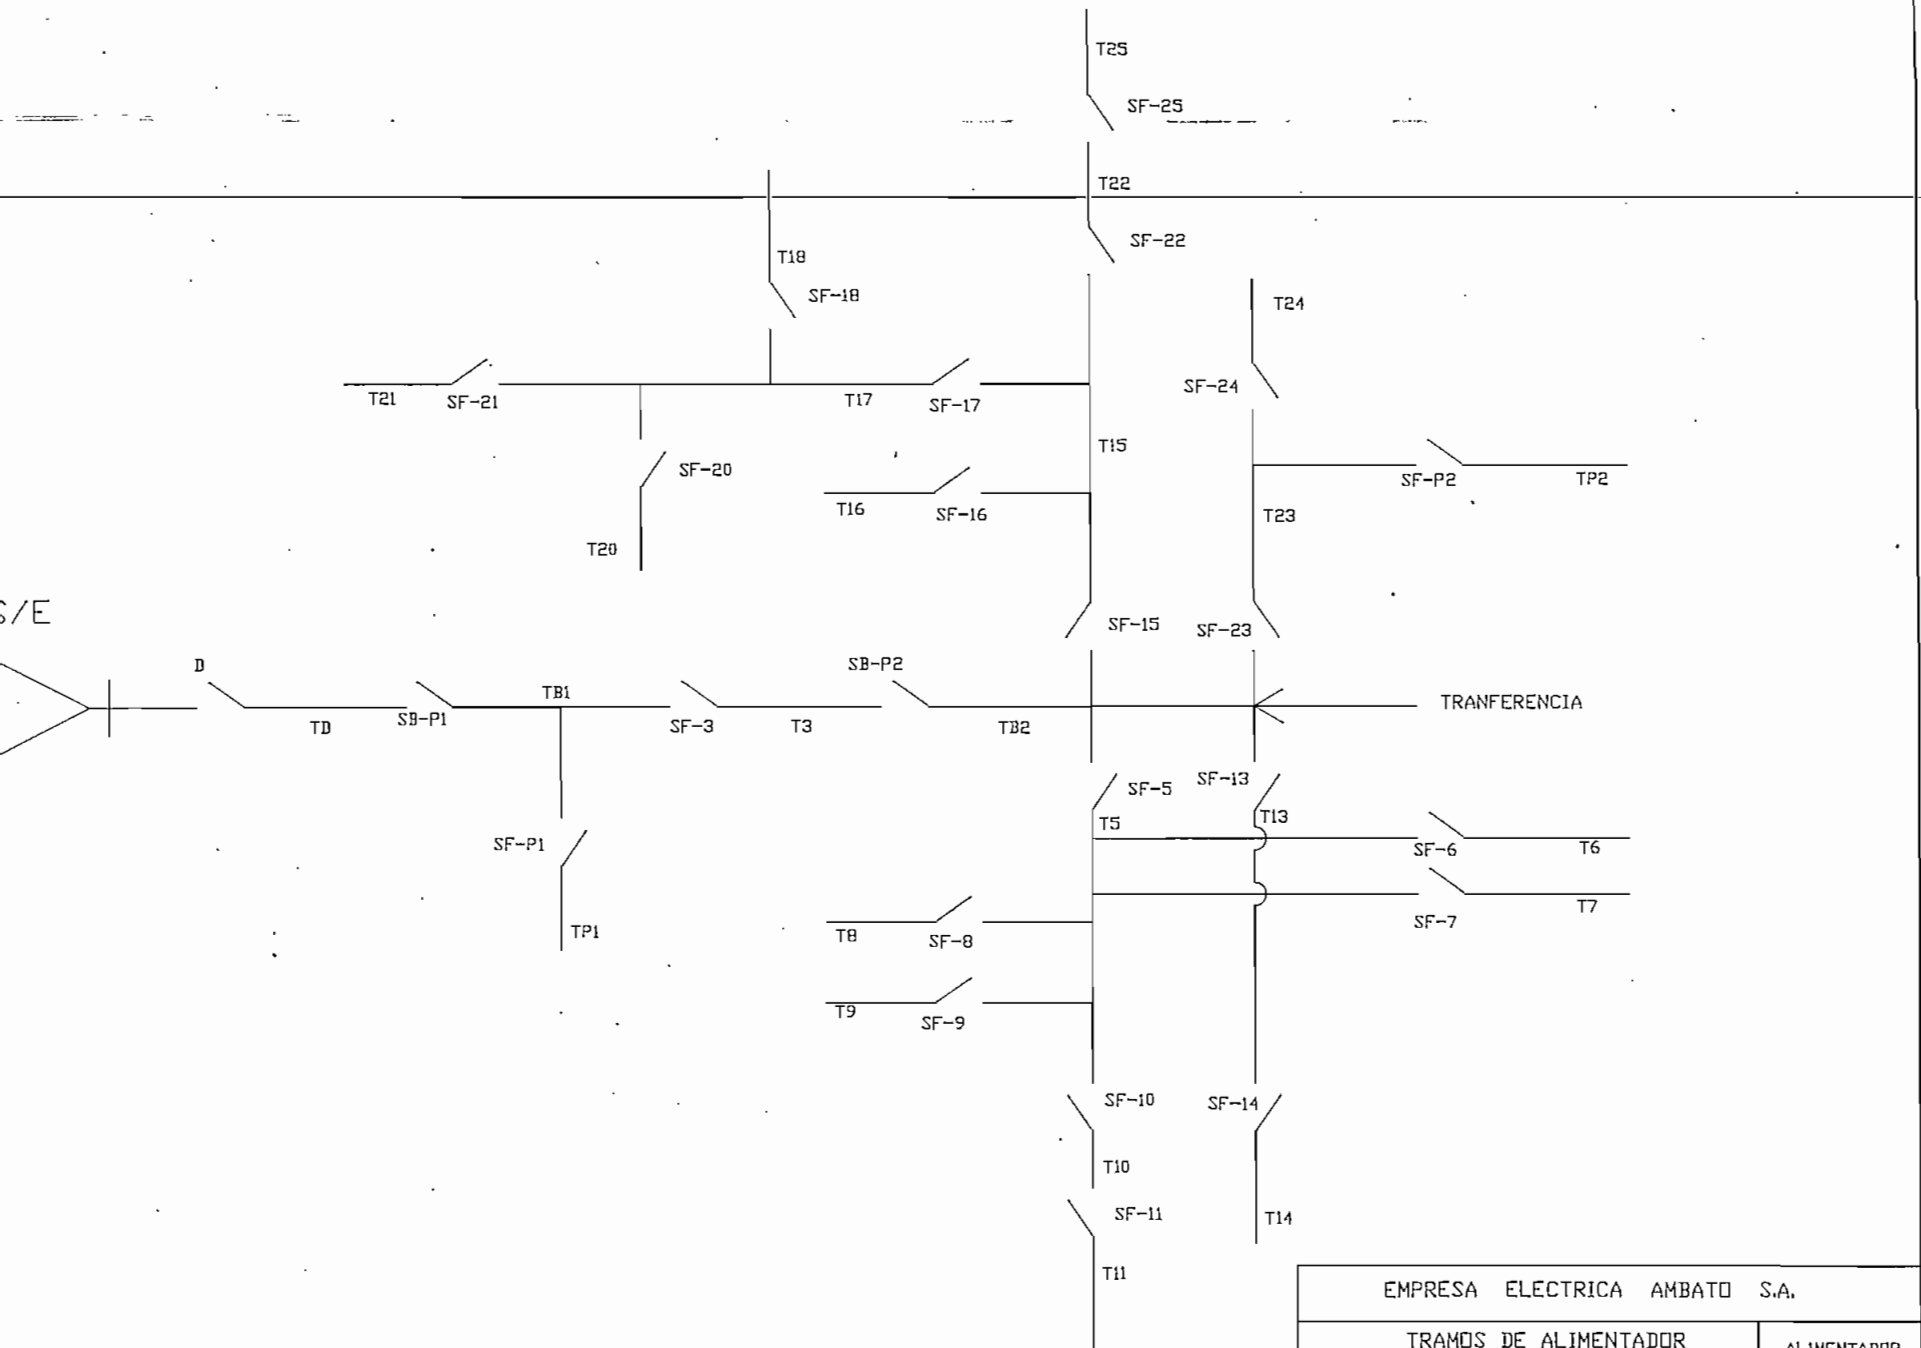 T25
SF-25
T22
SF-22
T18
SF-18
T24
SF-24
T21
SF-21
T17
SF-17
T15
SF-20
SF-P2
TP2
T16
SF-16
T23
T20
S/E
SF-15
SF-23
D
SB-P2
TB1
TRANFERENCIA
TD
SB-P1
SF-3
T3
TB2
SF-13
SF-5
T5
T13
SF-P1
SF-6
T6
T7
SF-7
TP1
T8
SF-8
T9
SF-9
SF-10
SF-14
T10
SF-11
T14
T11
EMPRESA ELECTRICA AMBATO S.A.
TRAMOS DE ALIMENTADOR
ALIMENTADOR